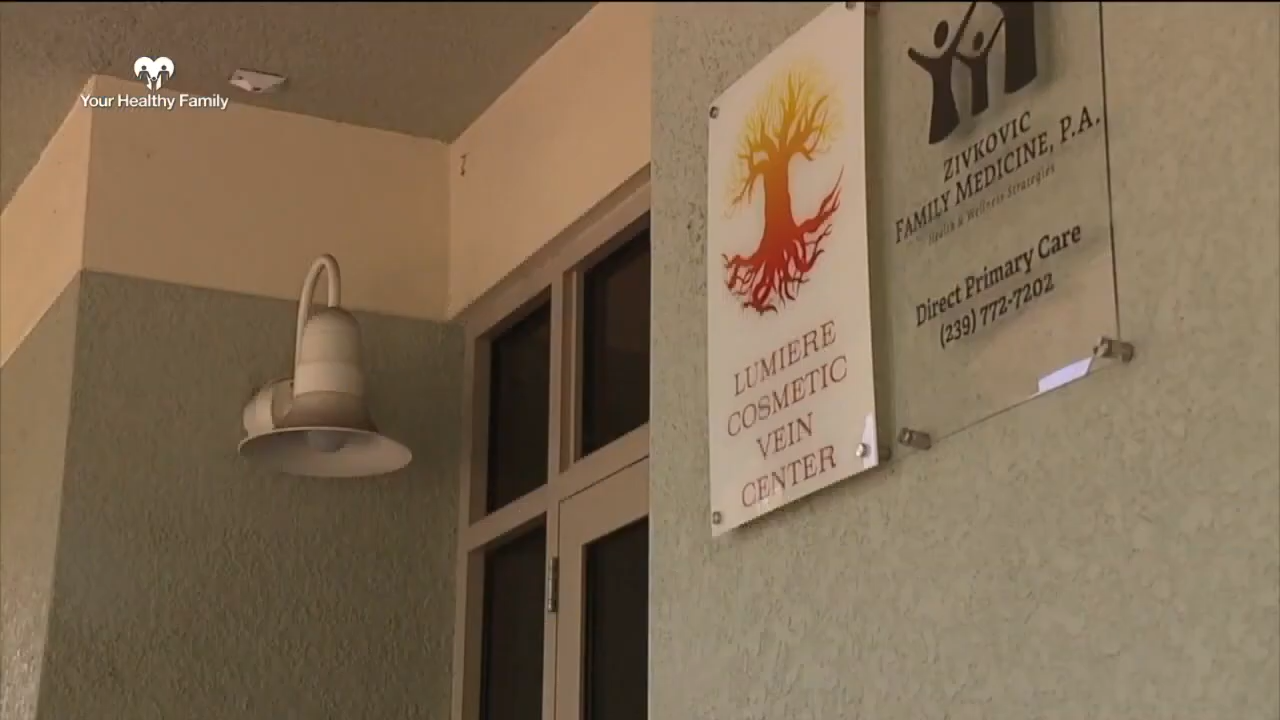 Your Healthy Family
LUMIERE
COSMETIC
VEIN
CENTER
ZIVKOVIC
FAMILY MEDICINE, P.A.
Health & Wellness Strategies
Direct Primary Care
(239) 772-7202